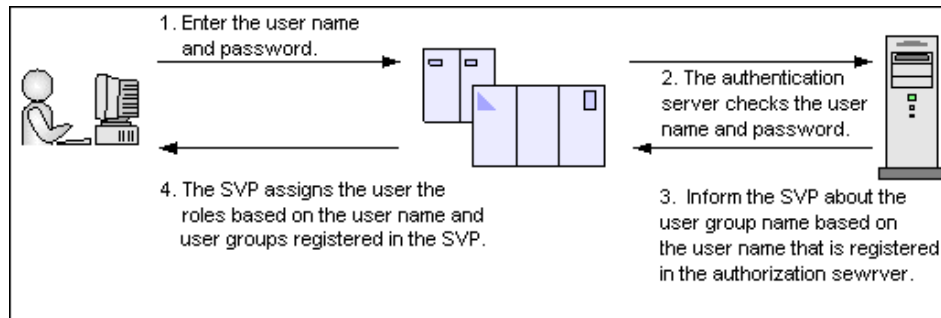 1. Enter the user name
and password.
2. The authentication
server checks the user
name and password.
4. The SVP assigns the user the
roles based on the user name and
user groups registered in the SVP.
3. Inform the SVP about the
user group name based on
the user name that is registered
in the authorization sewrver.